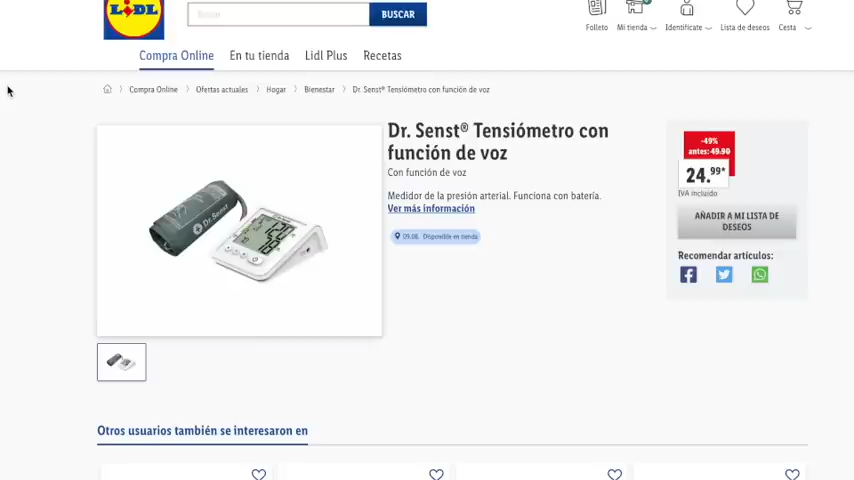 LIDL
Buscar
BUSCAR
Folleto
Mi tienda
Identifícate
Lista de deseos
Cesta
Compra Online
En tu tienda
Lidl Plus
Recetas
Compra Online
Ofertas actuales
Hogar
Bienestar
Dr. Senst® Tensiómetro con función de voz
Dr. Senst® Tensiómetro con
función de voz
Con función de voz
Medidor de la presión arterial. Funciona con batería.
Ver más información
09.08. Disponible en tienda
-49%
antes: 49.90
24.99*
IVA incluido
AÑADIR A MI LISTA DE
DESEOS
Recomendar artículos:
Dr.Senst
Otros usuarios también se interesaron en